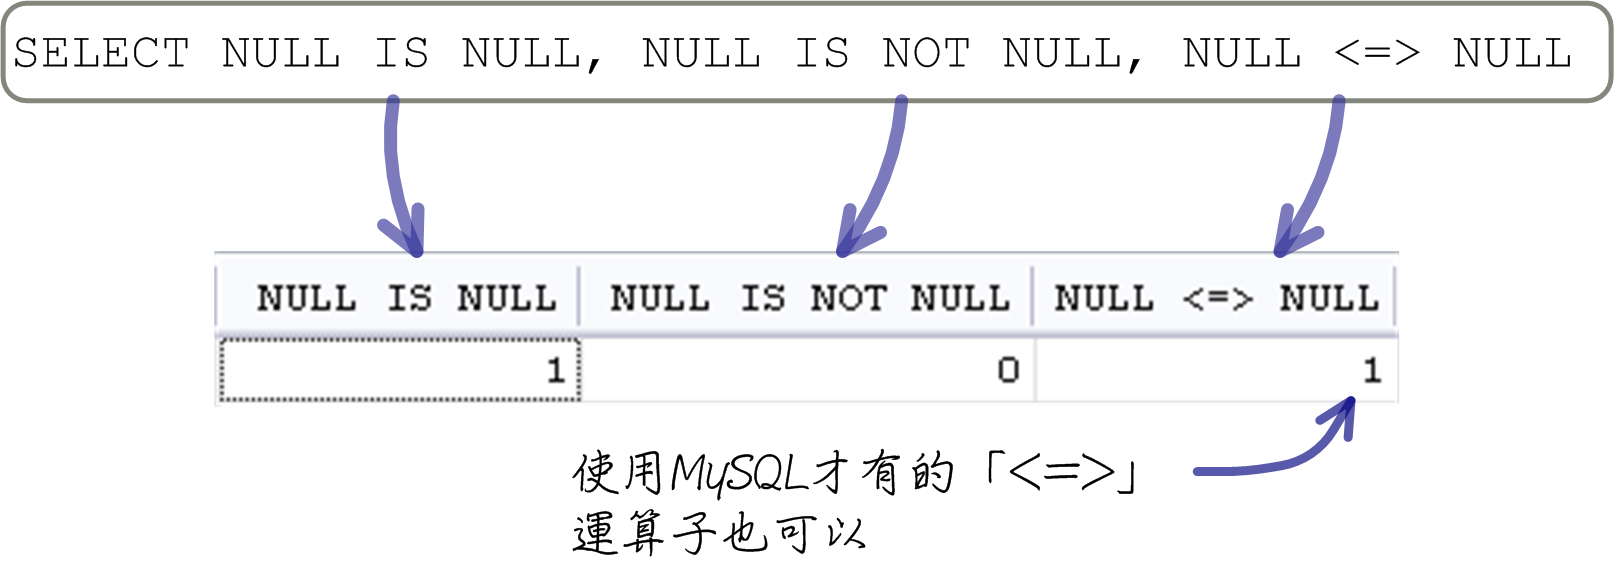 SELECT NULL IS NULL, NULL IS NOT NULL, NULL <=> NULL
NULL IS NULL NULL IS NOT NULL NULL <=> NULL
1 0 1
使用MySQL才有的「<=>」
運算子也可以